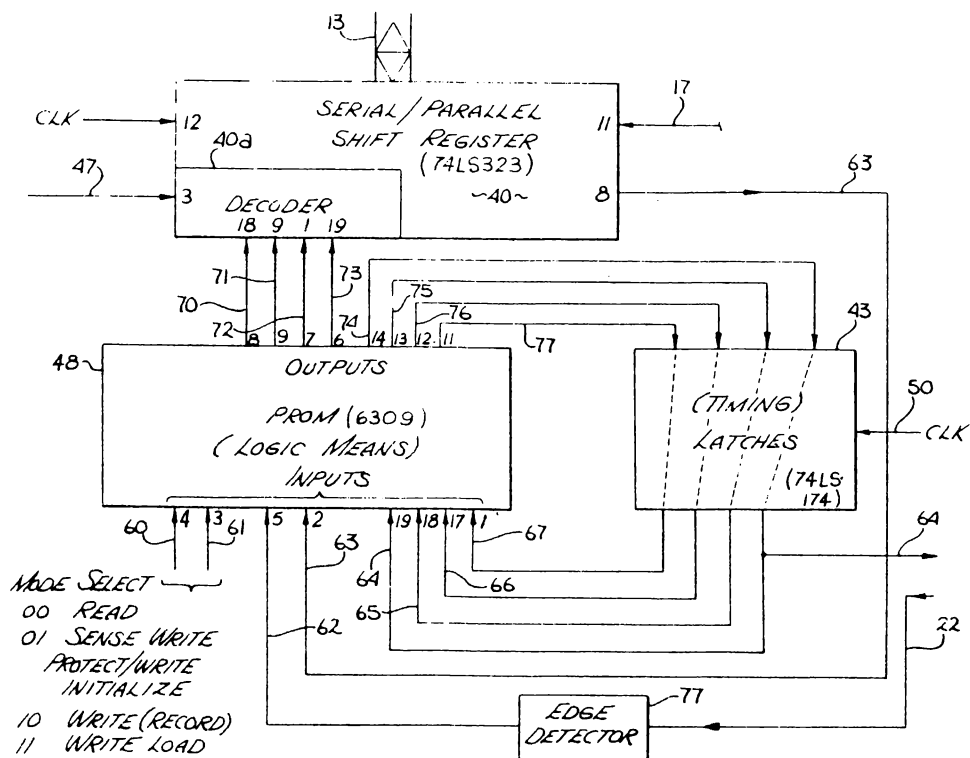 13
CLK
12
SERIAL/PARALLEL
SHIFT REGISTER
(74LS323)
~40~
11
17
40a
47
3
DECODER
8
63
18 9 1 19
71
70
72
73
74
75
76
77
8 9 7 6 14 13 12 11
48
OUTPUTS
PROM (6309)
(LOGIC MEANS)
INPUTS
43
(TIMING)
LATCHES
(74LS
174)
50
CLK
60
4 3
61
5 2
63
19 18 17 1
67
64
66
65
62
64
22
MODE SELECT
00 READ
01 SENSE WRITE
PROTECT/WRITE
INITIALIZE
10 WRITE (RECORD)
11 WRITE LOAD
EDGE
DETECTOR
77